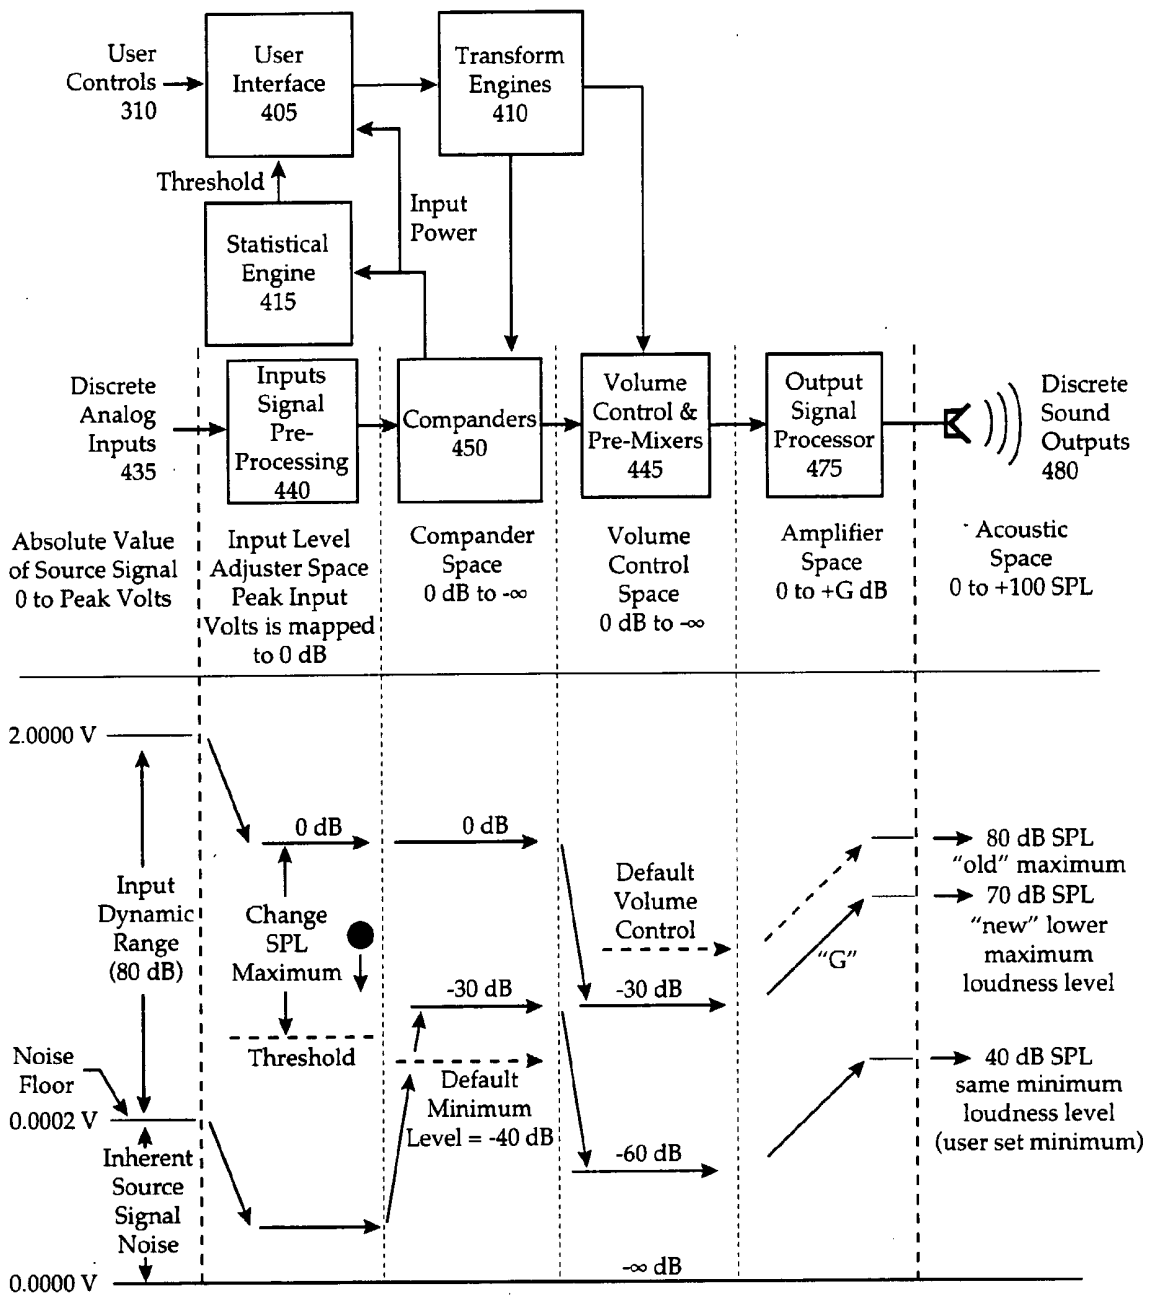 User
Controls
310
User
Interface
405
Transform
Engines
410
Threshold
Input
Power
Statistical
Engine
415
Discrete
Analog
Inputs
435
Inputs
Signal
Pre-
Processing
440
Companders
450
Volume
Control &
Pre-Mixers
445
Output
Signal
Processor
475
Discrete
Sound
Outputs
480
Absolute Value
of Source Signal
0 to Peak Volts
Input Level
Adjuster Space
Peak Input
Volts is mapped
to 0 dB
Compander
Space
0 dB to -∞
Volume
Control
Space
0 dB to -∞
Amplifier
Space
0 to +G dB
Acoustic
Space
0 to +100 SPL
2.0000 V
Input
Dynamic
Range
(80 dB)
Noise
Floor
0.0002 V
Inherent
Source
Signal
Noise
0.0000 V
0 dB
Change
SPL
Maximum
Threshold
0 dB
-30 dB
Default
Minimum
Level = -40 dB
Default
Volume
Control
-30 dB
-60 dB
-∞ dB
"G"
80 dB SPL
"old" maximum
70 dB SPL
"new" lower
maximum
loudness level
40 dB SPL
same minimum
loudness level
(user set minimum)